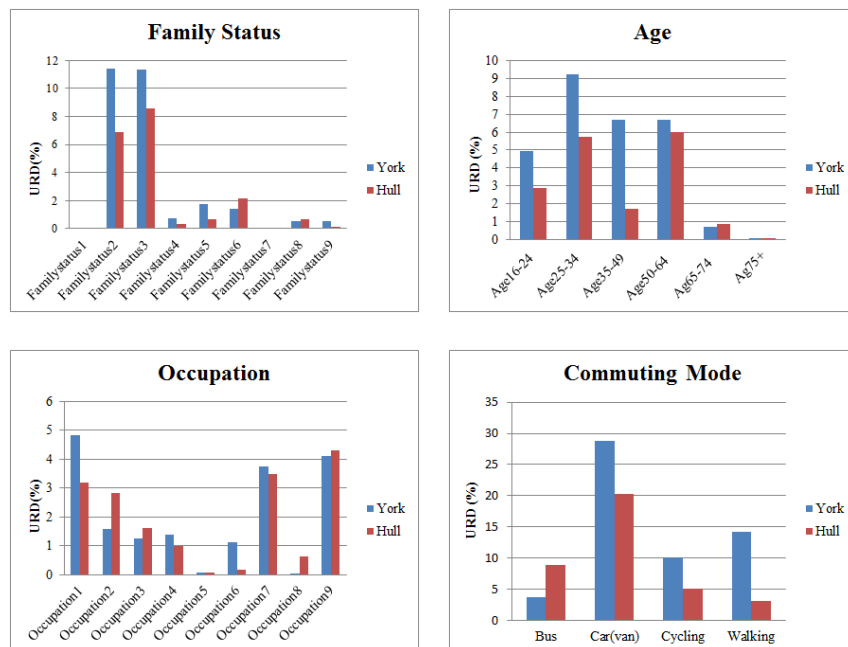 Family Status
12
10
8
6
4
2
0
URD(%)
Familystatus1
Familystatus2
Familystatus3
Familystatus4
Familystatus5
Familystatus6
Familystatus7
Familystatus8
Familystatus9
York
Hull
Age
10
9
8
7
6
5
4
3
2
1
0
URD (%)
Age16-24
Age25-34
Age35-49
Age50-64
Ag65-74
Ag75+
York
Hull
Occupation
6
5
4
3
2
1
0
URD(%)
Occupation1
Occupation2
Occupation3
Occupation4
Occupation5
Occupation6
Occupation7
Occupation8
Occupation9
York
Hull
Commuting Mode
35
30
25
20
15
10
5
0
URD (%)
Bus Car(van) Cycling Walking
York
Hull